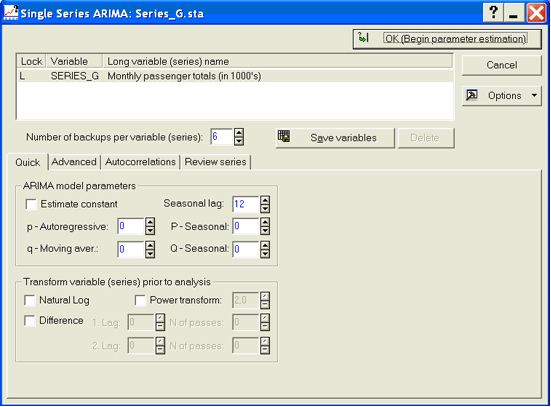 Single Series ARIMA: Series_G.sta
OK (Begin parameter estimation)
Lock Variable Long variable (series) name
L SERIES_G Monthly passenger totals (in 1000's)
Cancel
Options
Number of backups per variable (series): 6 Save variables Delete
Quick Advanced Autocorrelations Review series
ARIMA model parameters
Estimate constant Seasonal lag: 12
p - Autoregressive: 0 P - Seasonal: 0
q - Moving aver.: 0 Q - Seasonal: 0
Transform variable (series) prior to analysis
Natural Log Power transform: 2.0
Difference 1. Lag: 0 N of passes: 0
2. Lag: 0 N of passes: 0